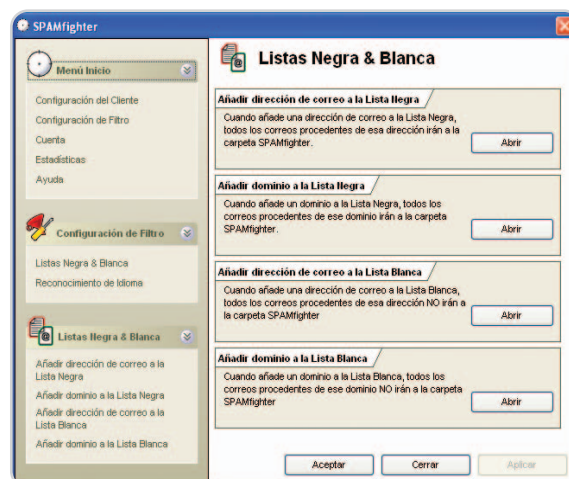 SPAMfighter
Menú Inicio
Configuración del Cliente
Configuración de Filtro
Cuenta
Estadísticas
Ayuda
Configuración de Filtro
Listas Negra & Blanca
Reconocimiento de Idioma
Listas Negra & Blanca
Añadir dirección de correo a la
Lista Negra
Añadir dominio a la Lista Negra
Añadir dirección de correo a la
Lista Blanca
Añadir dominio a la Lista Blanca
Listas Negra & Blanca
Añadir dirección de correo a la Lista Negra
Cuando añade una dirección de correo a la Lista Negra,
todos los correos procedentes de esa dirección irán a la
carpeta SPAMfighter.
Abrir
Añadir dominio a la Lista Negra
Cuando añade un dominio a la Lista Negra, todos los
correos procedentes de ese dominio irán a la carpeta
SPAMfighter.
Abrir
Añadir dirección de correo a la Lista Blanca
Cuando añade una dirección de correo a la Lista Blanca,
todos los correos procedentes de esa dirección NO irán a
la carpeta SPAMfighter
Abrir
Añadir dominio a la Lista Blanca
Cuando añade un dominio a la Lista Blanca, todos los
correos procedentes de ese dominio NO irán a la carpeta
SPAMfighter
Abrir
Aceptar
Cerrar
Aplicar